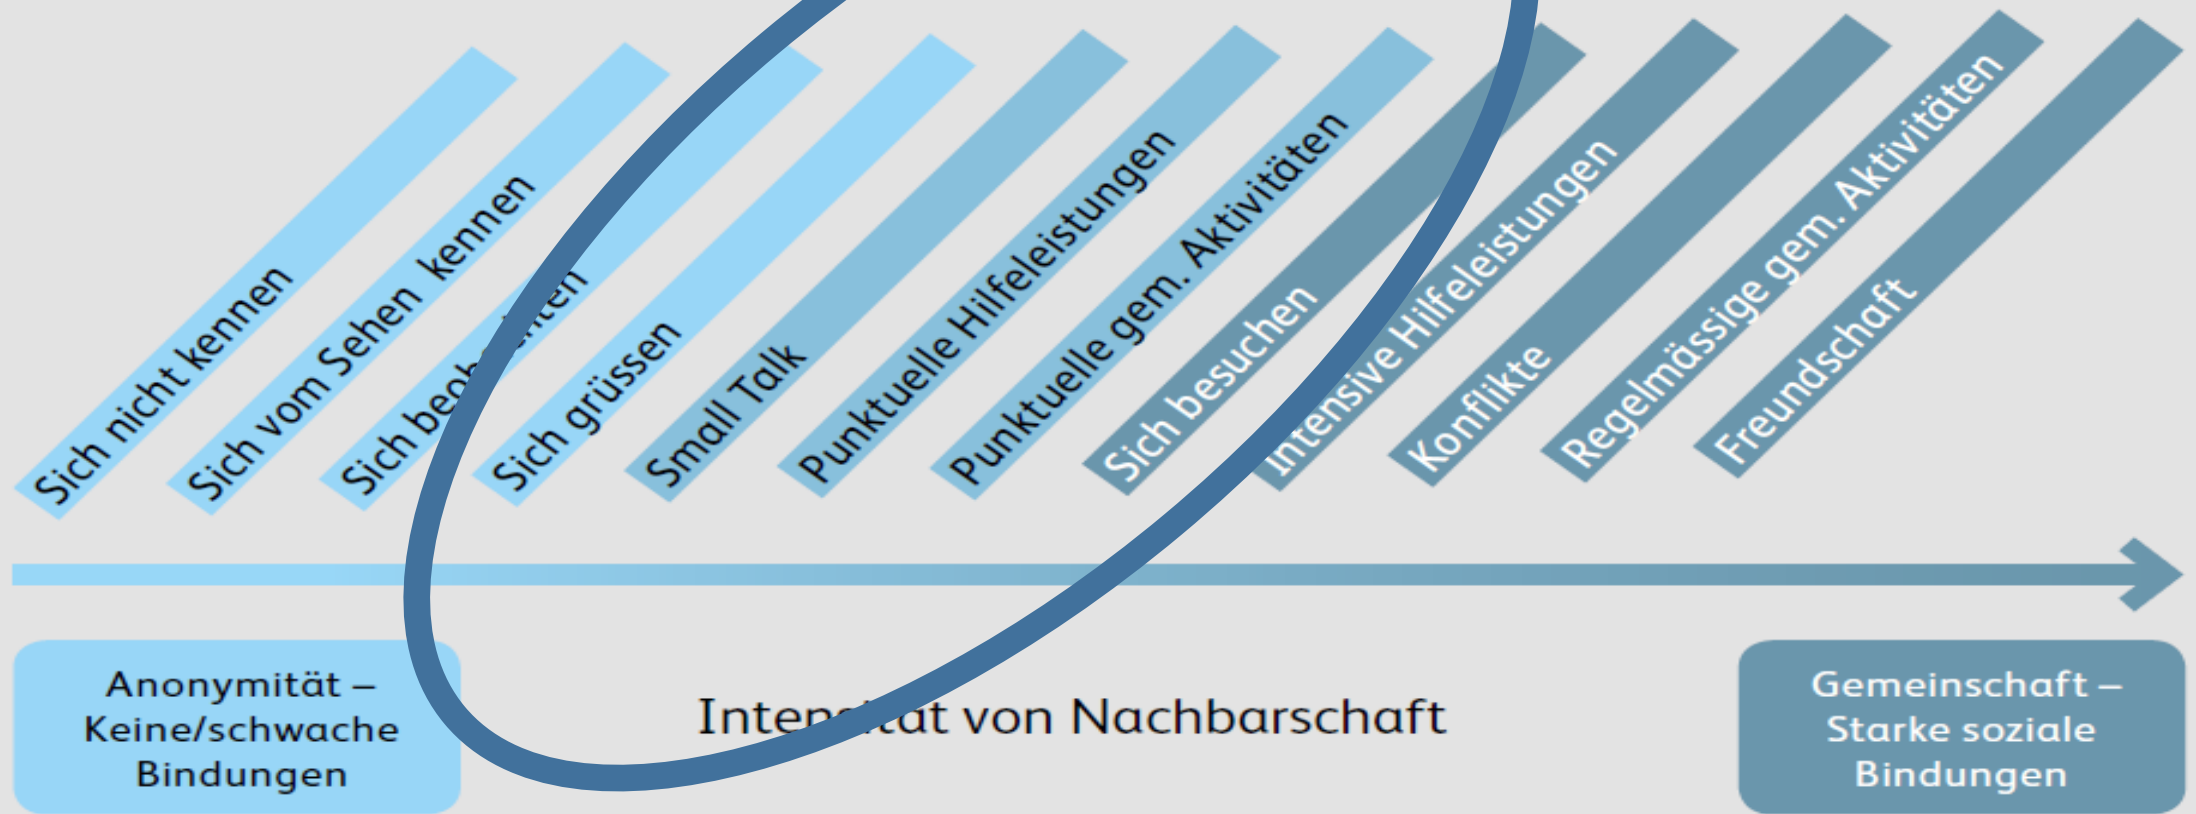 Sich nicht kennen
Sich vom Sehen kennen
Sich beobachten
Sich grüssen
Small Talk
Punktuelle Hilfeleistungen
Punktuelle gem. Aktivitäten
Sich besuchen
Intensive Hilfeleistungen
Konflikte
Regelmässige gem. Aktivitäten
Freundschaft
Anonymität –
Keine/schwache
Bindungen
Intensität von Nachbarschaft
Gemeinschaft –
Starke soziale
Bindungen